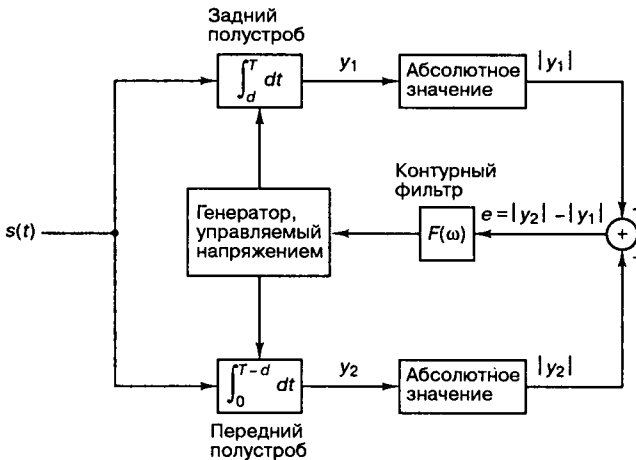 Задний
полустроб
∫_d^T dt
y₁
Абсолютное
значение
|y₁|
Контурный
фильтр
s(t)
Генератор,
управляемый
напряжением
F(ω)
e = |y₂| - |y₁|
+
∫_0^{T-d} dt
y₂
Абсолютное
значение
|y₂|
Передний
полустроб